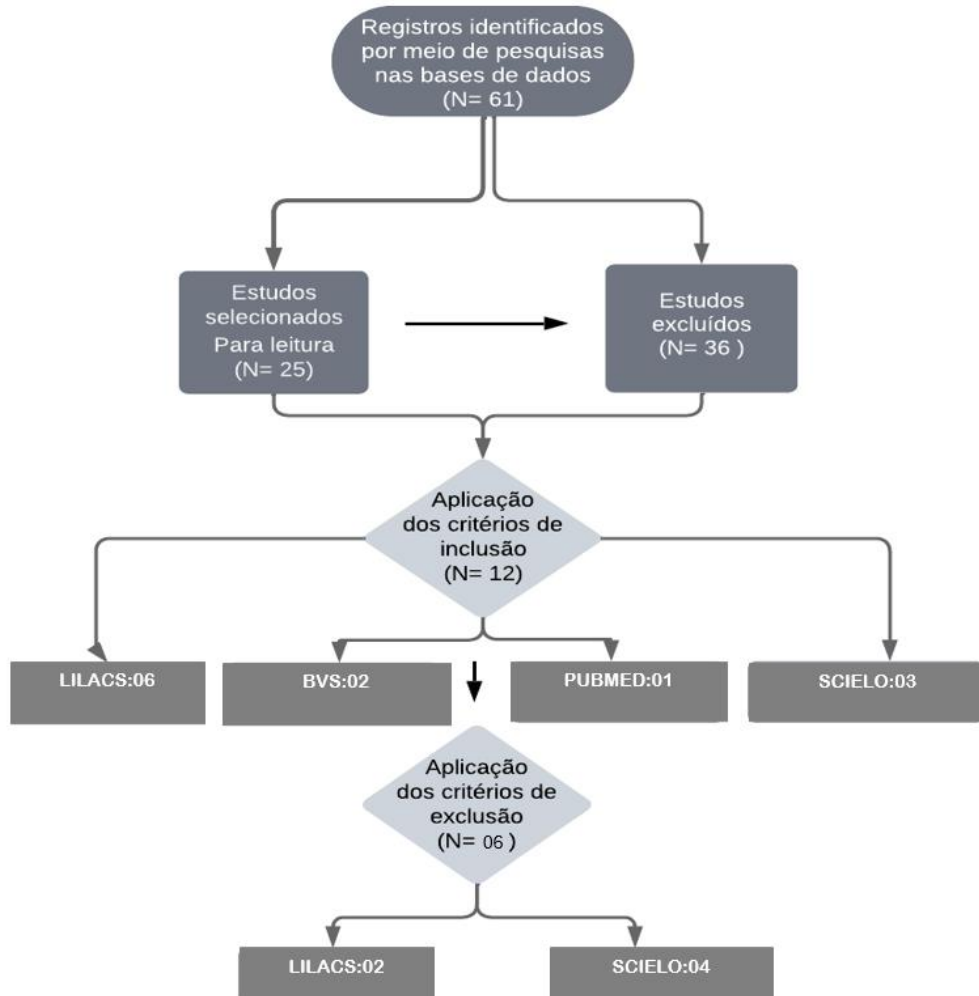 Registros identificados
por meio de pesquisas
nas bases de dados
(N= 61)
Estudos
selecionados
Para leitura
(N= 25)
Estudos
excluídos
(N= 36 )
Aplicação
dos critérios de
inclusão
(N= 12)
LILACS:06
BVS:02
PUBMED:01
SCIELO:03
Aplicação
dos critérios de
exclusão
(N= 06 )
LILACS:02
SCIELO:04